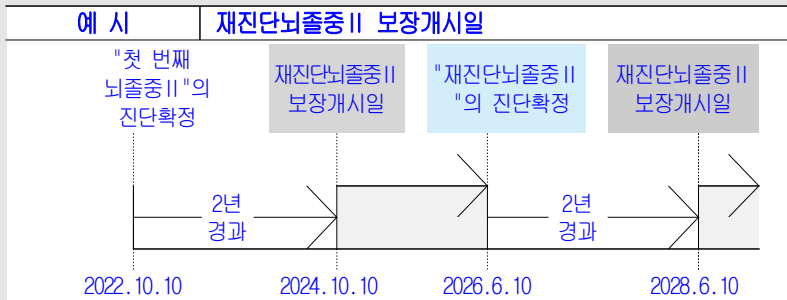 예 시
재진단뇌졸중Ⅱ 보장개시일
"첫 번째
뇌졸중Ⅱ"의
진단확정
재진단뇌졸중Ⅱ
보장개시일
"재진단뇌졸중Ⅱ
"의 진단확정
재진단뇌졸중Ⅱ
보장개시일
2년
경과
2년
경과
2022.10.10
2024.10.10
2026.6.10
2028.6.10